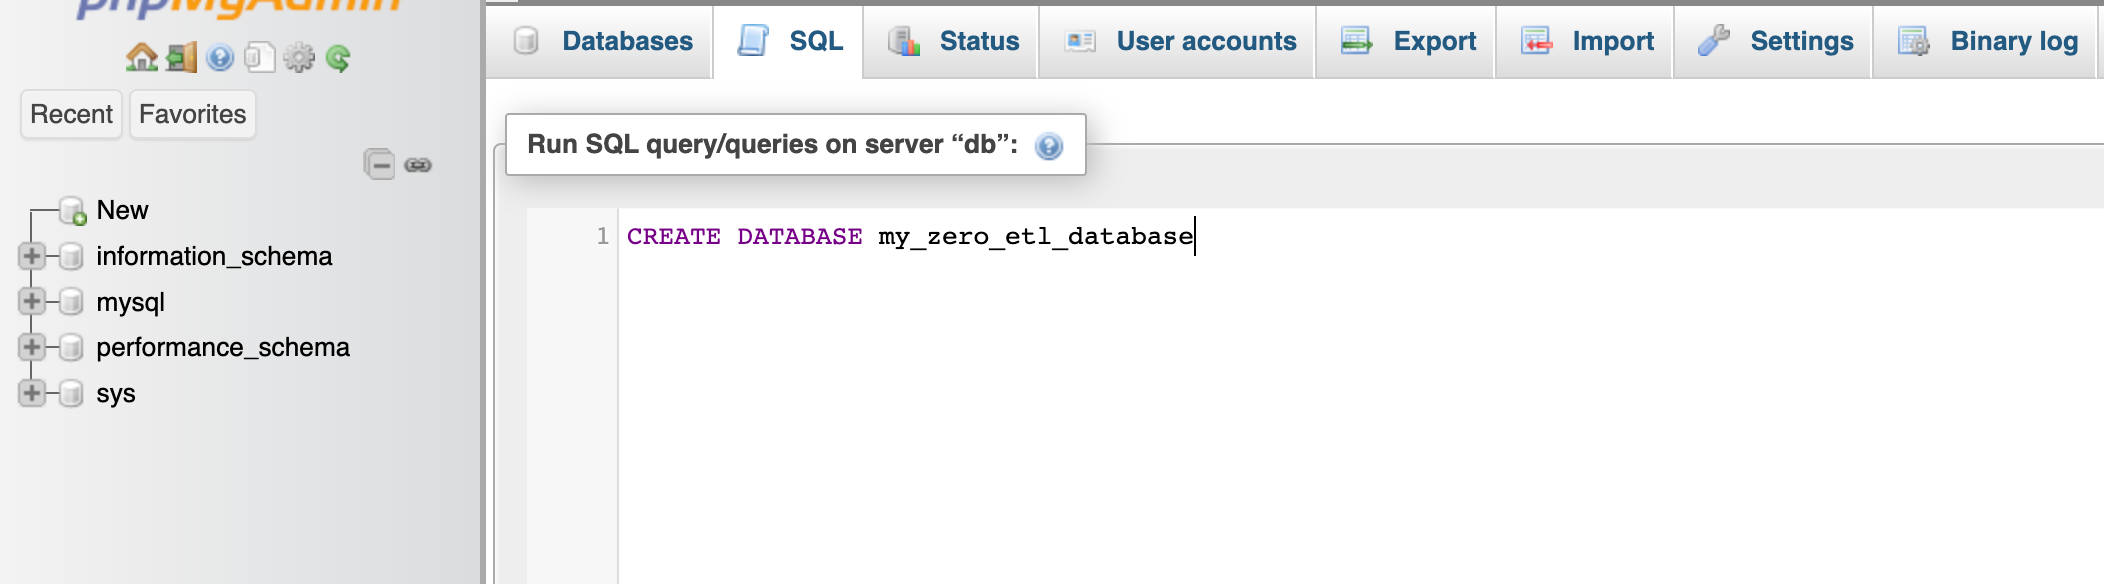 phpMyAdmin
Databases
SQL
Status
User accounts
Export
Import
Settings
Binary log
Recent
Favorites
New
information_schema
mysql
performance_schema
sys
Run SQL query/queries on server “db”:
1 CREATE DATABASE my_zero_etl_database